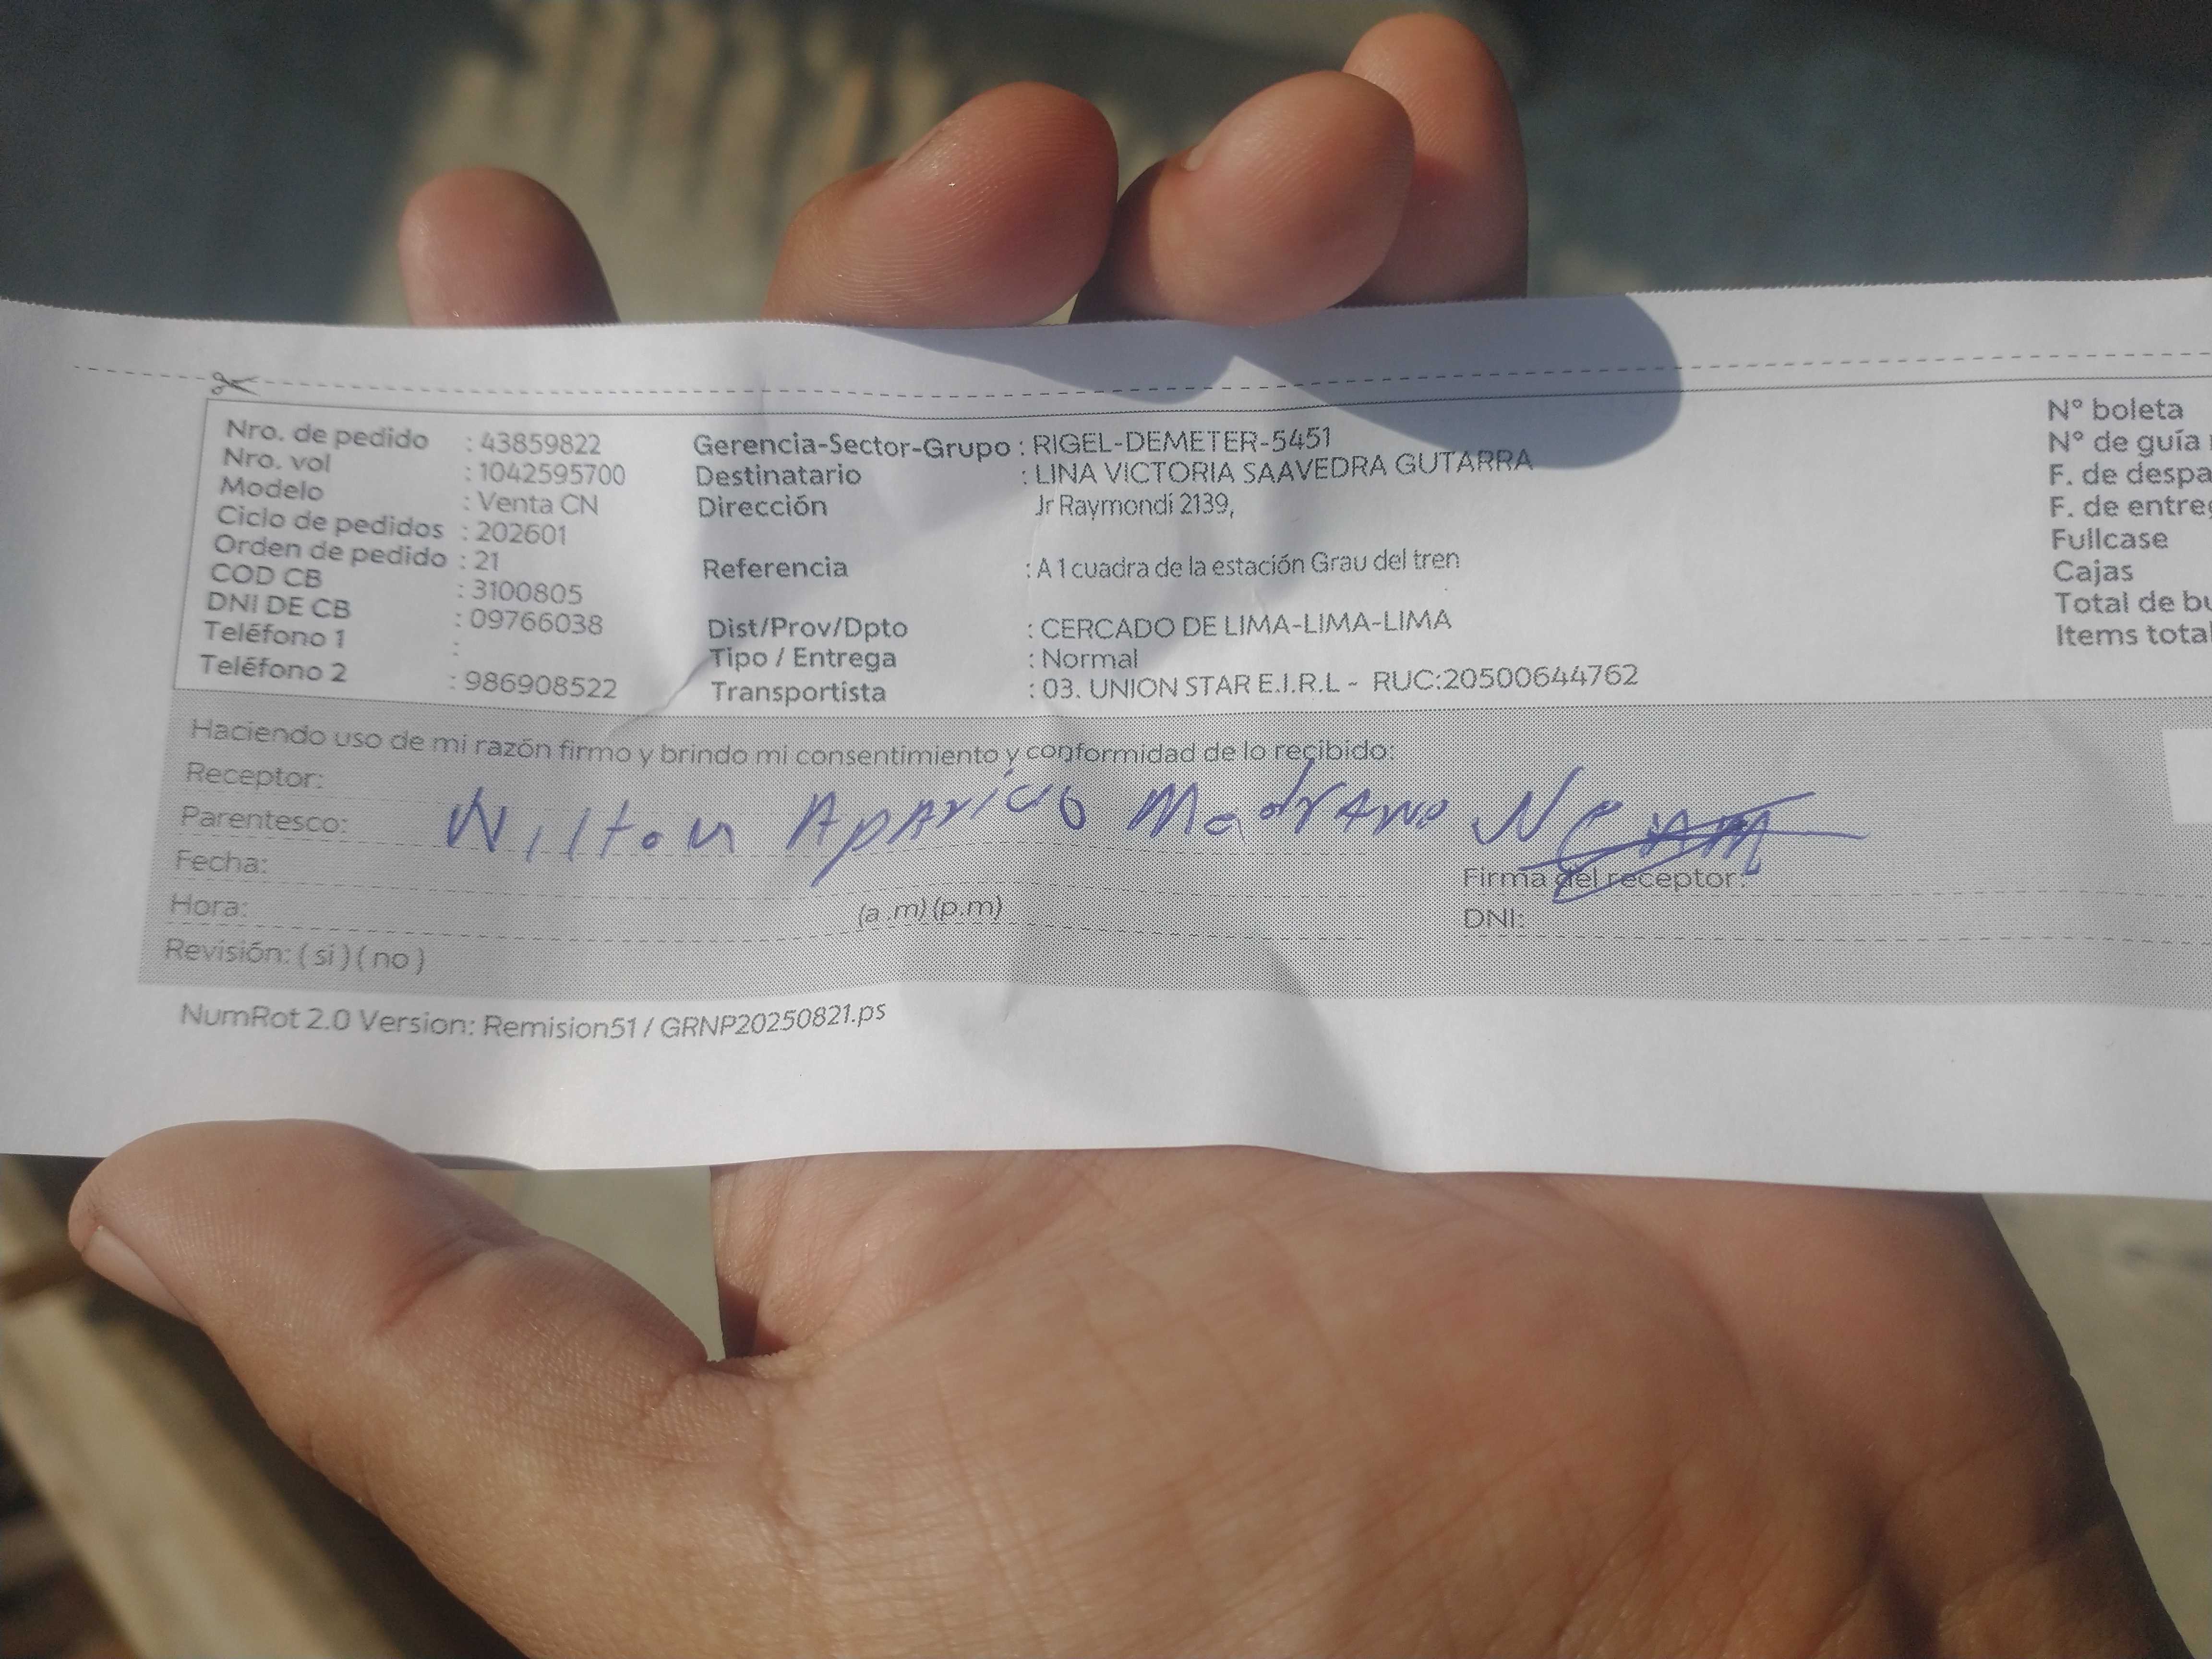 Nro. de pedido : 43859822
Nro. vol : 1042595700
Modelo : Venta CN
Ciclo de pedidos : 202601
Orden de pedido : 21
COD CB : 3100805
DNI DE CB : 09766038
Teléfono 1 :
Teléfono 2 : 986908522
Gerencia-Sector-Grupo : RIGEL-DEMETER-5451
Destinatario : LINA VICTORIA SAAVEDRA GUTARRA
Dirección Jr Raymondi 2139,
Referencia : A 1 cuadra de la estación Grau del tren
Dist/Prov/Dpto : CERCADO DE LIMA-LIMA-LIMA
Tipo / Entrega : Normal
Transportista : 03. UNION STAR E.I.R.L - RUC:20500644762
N° boleta
N° de guía
F. de despa
F. de entre
Fullcase
Cajas
Total de bu
Items total
Haciendo uso de mi razón firmo y brindo mi consentimiento y conformidad de lo recibido:
Receptor:
Parentesco: Wilton Aparicio Medrano
Fecha:
Hora: (a.m) (p.m)
Revisión: ( si ) ( no )
Firma del receptor:
DNI:
NumRot 2.0 Version: Remision51 / GRNP20250821.ps